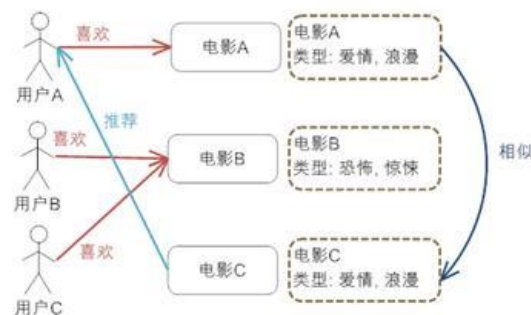 喜欢
电影A
电影A
类型: 爱情, 浪漫
用户A
推荐
喜欢
电影B
电影B
类型: 恐怖, 惊悚
相似
用户B
喜欢
电影C
电影C
类型: 爱情, 浪漫
用户C